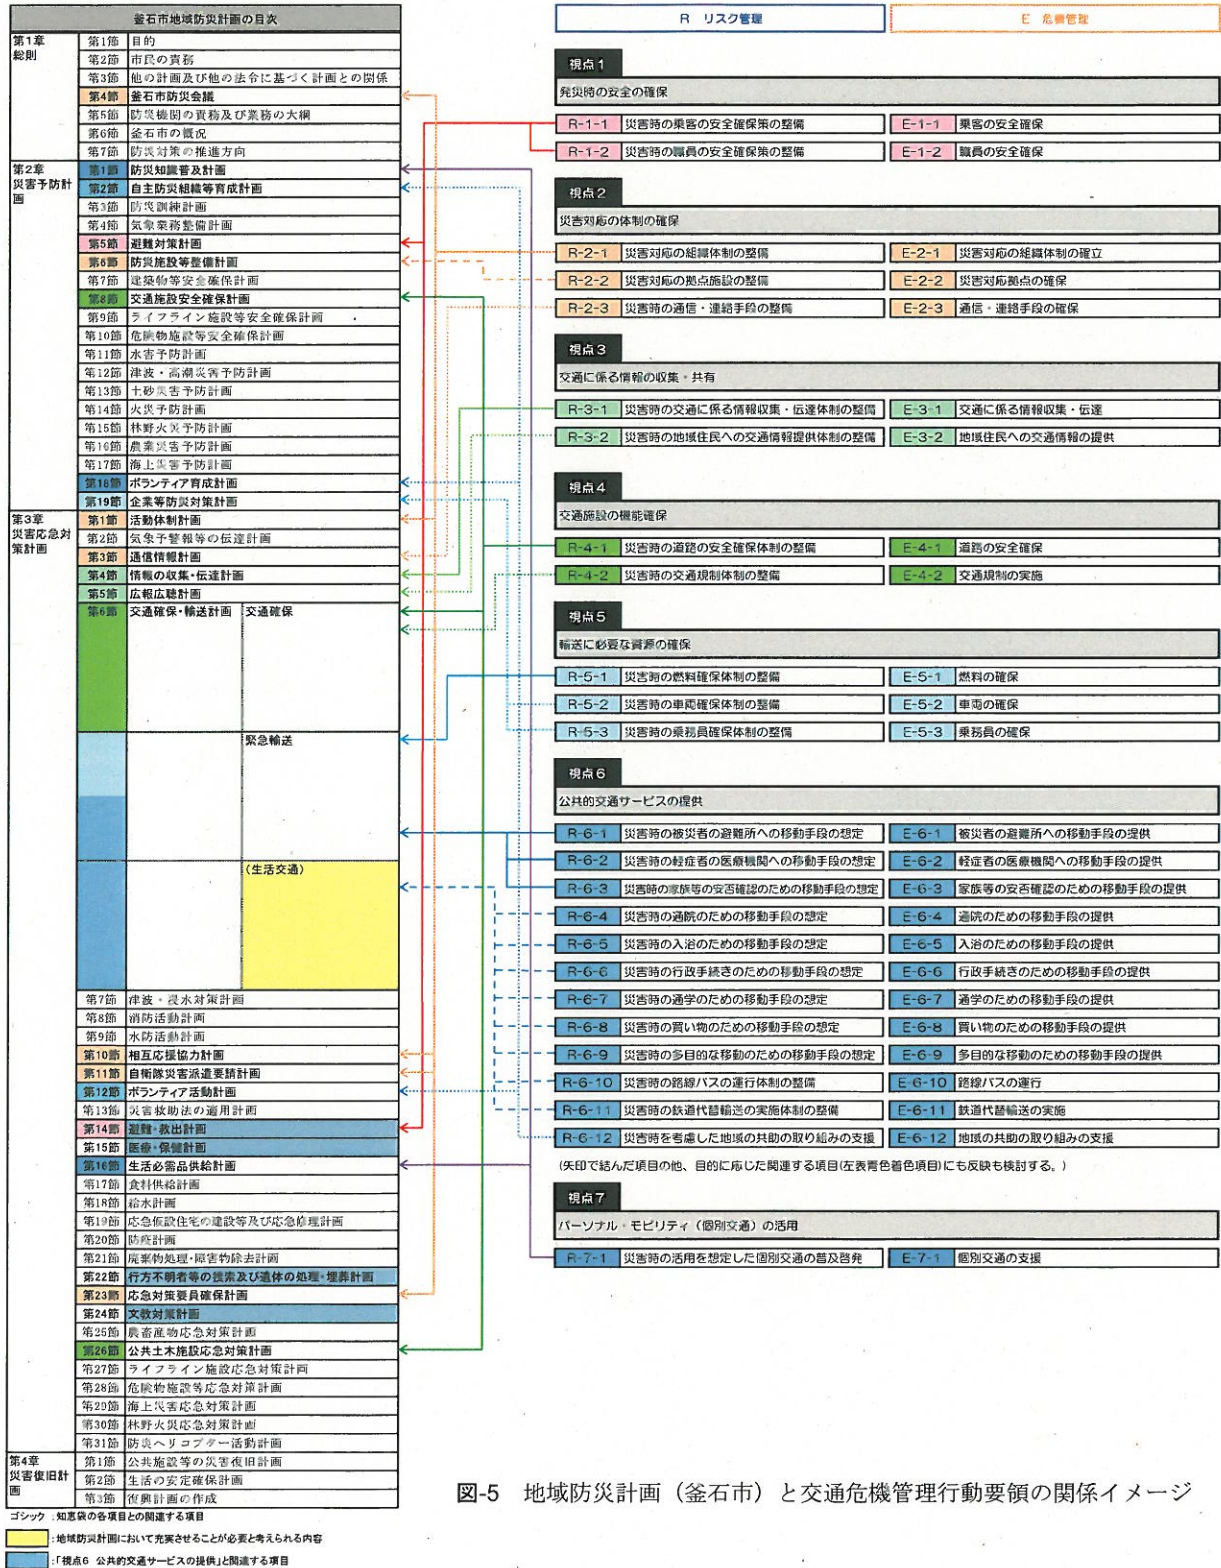 釜石市地域防災計画の目次
第1章
総則
第1節 目的
第2節 市民の責務
第3節 他の計画及び他の法令に基づく計画との関係
第4節 釜石市防災会議
第5節 防災機関の責務及び業務の大綱
第6節 釜石市の概況
第7節 防災対策の推進方向
第2章
災害予防計
画
第1節 防災知識普及計画
第2節 自主防災組織等育成計画
第3節 防災訓練計画
第4節 気象業務整備計画
第5節 避難対策計画
第6節 防災施設等整備計画
第7節 建築物等安全確保計画
第8節 交通施設安全確保計画
第9節 ライフライン施設等安全確保計画
第10節 危険物施設等安全確保計画
第11節 水害予防計画
第12節 津波・高潮災害予防計画
第13節 土砂災害予防計画
第14節 火災予防計画
第15節 林野火災予防計画
第16節 農業災害予防計画
第17節 海上災害予防計画
第18節 ボランティア育成計画
第19節 企業等防災対策計画
第3章
災害応急対
策計画
第1節 活動体制計画
第2節 気象予警報等の伝達計画
第3節 通信情報計画
第4節 情報の収集・伝達計画
第5節 広報広聴計画
第6節 交通確保・輸送計画 交通確保
緊急輸送
(生活交通)
第7節 津波・浸水対策計画
第8節 消防活動計画
第9節 水防活動計画
第10節 相互応援協力計画
第11節 自衛隊災害派遣要請計画
第12節 ボランティア活動計画
第13節 災害救助法の適用計画
第14節 避難・救出計画
第15節 医療・保健計画
第16節 生活必需品供給計画
第17節 食料供給計画
第18節 給水計画
第19節 応急仮設住宅の建設等及び応急修理計画
第20節 防疫計画
第21節 廃棄物処理・障害物除去計画
第22節 行方不明者等の捜索及び遺体の処理・埋葬計画
第23節 応急対策要員確保計画
第24節 文教対策計画
第25節 農畜産物応急対策計画
第26節 公共土木施設応急対策計画
第27節 ライフライン施設応急対策計画
第28節 危険物施設等応急対策計画
第29節 海上災害応急対策計画
第30節 林野火災応急対策計画
第31節 防災ヘリコプター活動計画
第4章
災害復旧計
画
第1節 公共施設等の災害復旧計画
第2節 生活の安定確保計画
第3節 復興計画の作成
ゴシック :知恵袋の各項目との関連する項目
:地域防災計画において充実させることが必要と考えられる内容
:「視点6 公共的交通サービスの提供」と関連する項目
R リスク管理 E 危機管理
視点1
発災時の安全の確保
R-1-1 災害時の乗客の安全確保策の整備 E-1-1 乗客の安全確保
R-1-2 災害時の職員の安全確保策の整備 E-1-2 職員の安全確保
視点2
災害対応の体制の確保
R-2-1 災害対応の組織体制の整備 E-2-1 災害対応の組織体制の確立
R-2-2 災害対応の拠点施設の整備 E-2-2 災害対応拠点の確保
R-2-3 災害時の通信・連絡手段の整備 E-2-3 通信・連絡手段の確保
視点3
交通に係る情報の収集・共有
R-3-1 災害時の交通に係る情報収集・伝達体制の整備 E-3-1 交通に係る情報収集・伝達
R-3-2 災害時の地域住民への交通情報提供体制の整備 E-3-2 地域住民への交通情報の提供
視点4
交通施設の機能確保
R-4-1 災害時の道路の安全確保体制の整備 E-4-1 道路の安全確保
R-4-2 災害時の交通規制体制の整備 E-4-2 交通規制の実施
視点5
輸送に必要な資源の確保
R-5-1 災害時の燃料確保体制の整備 E-5-1 燃料の確保
R-5-2 災害時の車両確保体制の整備 E-5-2 車両の確保
R-5-3 災害時の乗務員確保体制の整備 E-5-3 乗務員の確保
視点6
公共的交通サービスの提供
R-6-1 災害時の被災者の避難所への移動手段の想定 E-6-1 被災者の避難所への移動手段の提供
R-6-2 災害時の軽症者の医療機関への移動手段の想定 E-6-2 軽症者の医療機関への移動手段の提供
R-6-3 災害時の家族等の安否確認のための移動手段の想定 E-6-3 家族等の安否確認のための移動手段の提供
R-6-4 災害時の通院のための移動手段の想定 E-6-4 通院のための移動手段の提供
R-6-5 災害時の入浴のための移動手段の想定 E-6-5 入浴のための移動手段の提供
R-6-6 災害時の行政手続きのための移動手段の想定 E-6-6 行政手続きのための移動手段の提供
R-6-7 災害時の通学のための移動手段の想定 E-6-7 通学のための移動手段の提供
R-6-8 災害時の買い物のための移動手段の想定 E-6-8 買い物のための移動手段の提供
R-6-9 災害時の多目的な移動のための移動手段の想定 E-6-9 多目的な移動のための移動手段の提供
R-6-10 災害時の路線バスの運行体制の整備 E-6-10 路線バスの運行
R-6-11 災害時の鉄道代替輸送の実施体制の整備 E-6-11 鉄道代替輸送の実施
R-6-12 災害時を考慮した地域の共助の取り組みの支援 E-6-12 地域の共助の取り組みの支援
(矢印で結んだ項目の他、目的に応じた関連する項目(左表青色着色項目)にも反映も検討する。)
視点7
パーソナル・モビリティ(個別交通)の活用
R-7-1 災害時の活用を想定した個別交通の普及啓発 E-7-1 個別交通の支援
図-5 地域防災計画(釜石市)と交通危機管理行動要領の関係イメージ